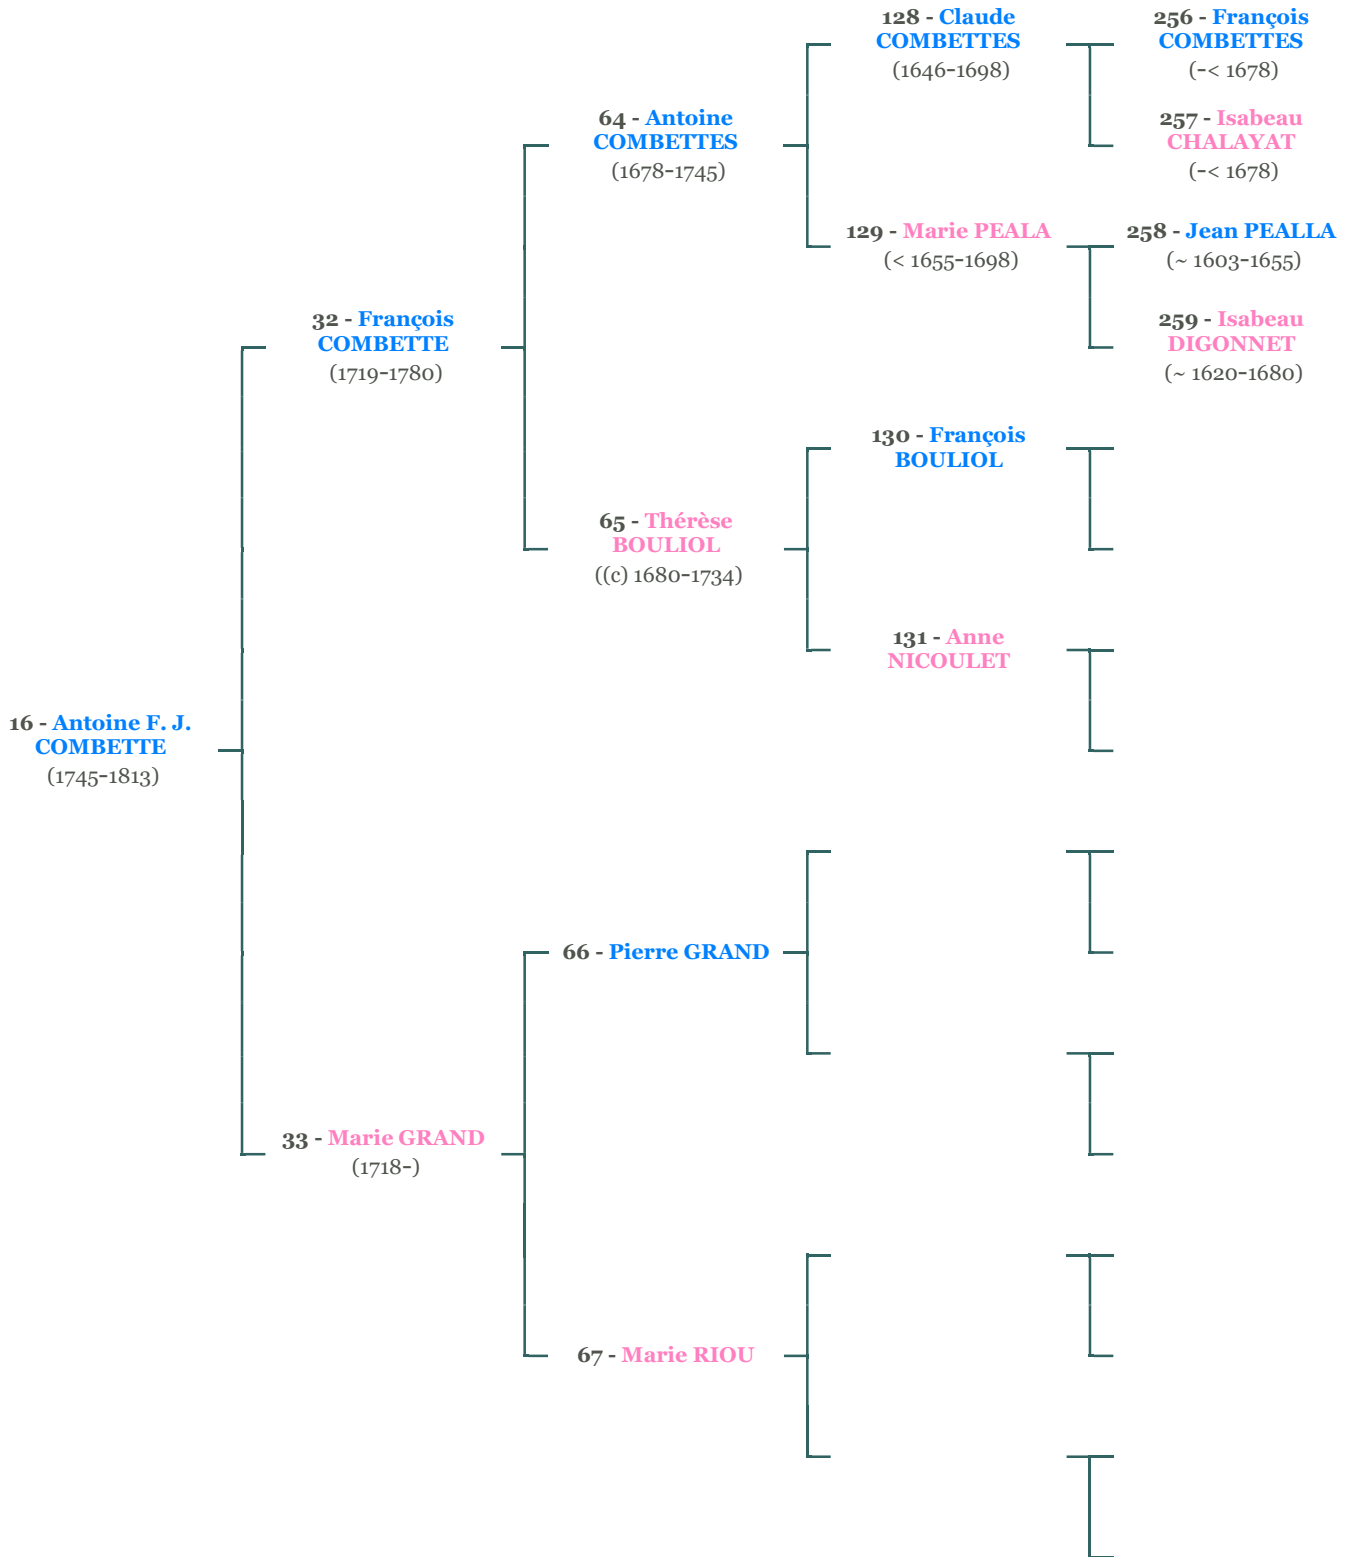 128 - Claude
COMBETTES
(1646-1698)
256 - François
COMBETTES
(-< 1678)
64 - Antoine
COMBETTES
(1678-1745)
257 - Isabeau
CHALAYAT
(-< 1678)
129 - Marie PEALA
(< 1655-1698)
258 - Jean PEALLA
(~ 1603-1655)
32 - François
COMBETTE
(1719-1780)
259 - Isabeau
DIGONNET
(~ 1620-1680)
130 - François
BOULIOL
65 - Thérèse
BOULIOL
((c) 1680-1734)
131 - Anne
NICOULET
16 - Antoine F. J.
COMBETTE
(1745-1813)
66 - Pierre GRAND
33 - Marie GRAND
(1718-)
67 - Marie RIOU